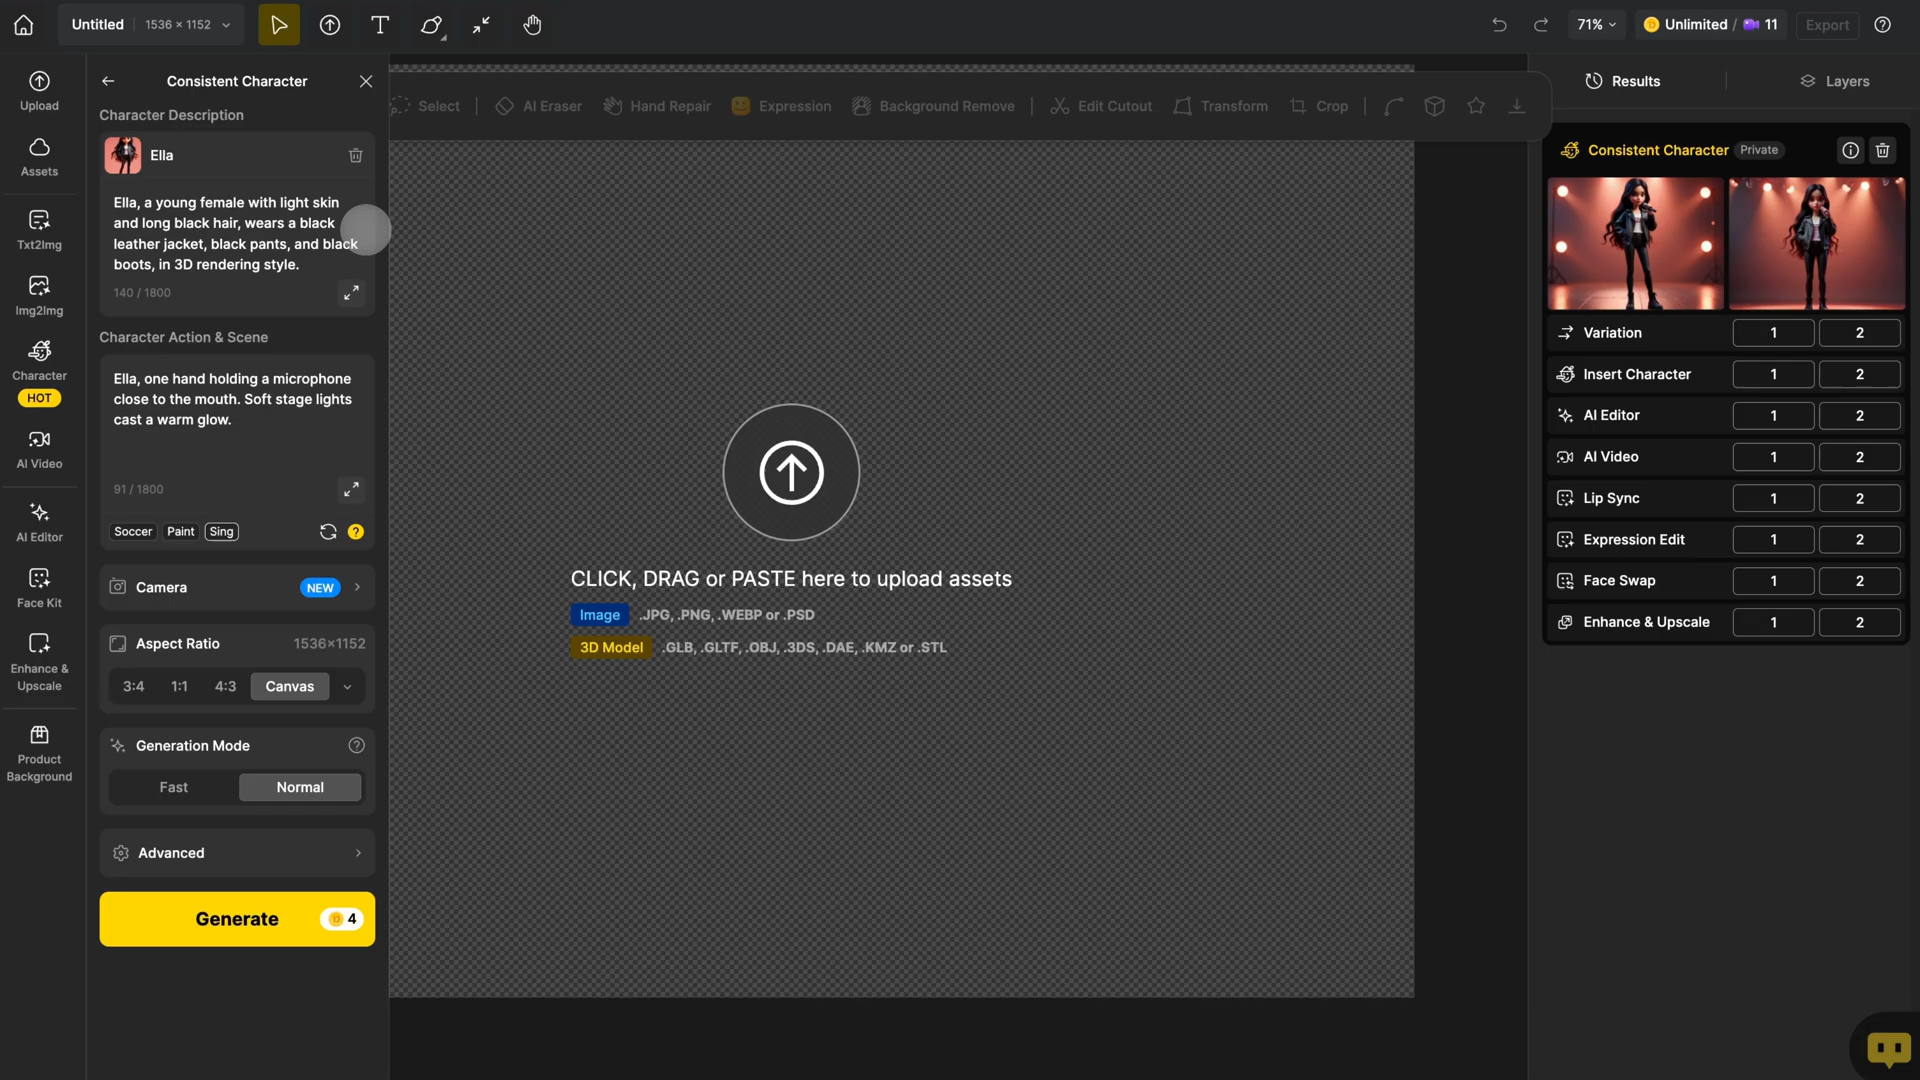 Untitled
1536 × 1152
71%
Unlimited / 11
Export
Upload
Assets
Txt2Img
Img2Img
Character
HOT
AI Video
AI Editor
Face Kit
Enhance &
Upscale
Product
Background
Consistent Character
Character Description
Ella
Ella, a young female with light skin
and long black hair, wears a black
leather jacket, black pants, and black
boots, in 3D rendering style.
140 / 1800
Character Action & Scene
Ella, one hand holding a microphone
close to the mouth. Soft stage lights
cast a warm glow.
91 / 1800
Soccer Paint Sing
?
Camera NEW
Aspect Ratio 1536×1152
3:4 1:1 4:3 Canvas
Generation Mode
Fast Normal
Advanced
Generate 4
Select AI Eraser Hand Repair Expression Background Remove Edit Cutout Transform Crop
CLICK, DRAG or PASTE here to upload assets
Image .JPG, .PNG, .WEBP or .PSD
3D Model .GLB, .GLTF, .OBJ, .3DS, .DAE, .KMZ or .STL
Results
Layers
Consistent Character Private
Variation 1 2
Insert Character 1 2
AI Editor 1 2
AI Video 1 2
Lip Sync 1 2
Expression Edit 1 2
Face Swap 1 2
Enhance & Upscale 1 2